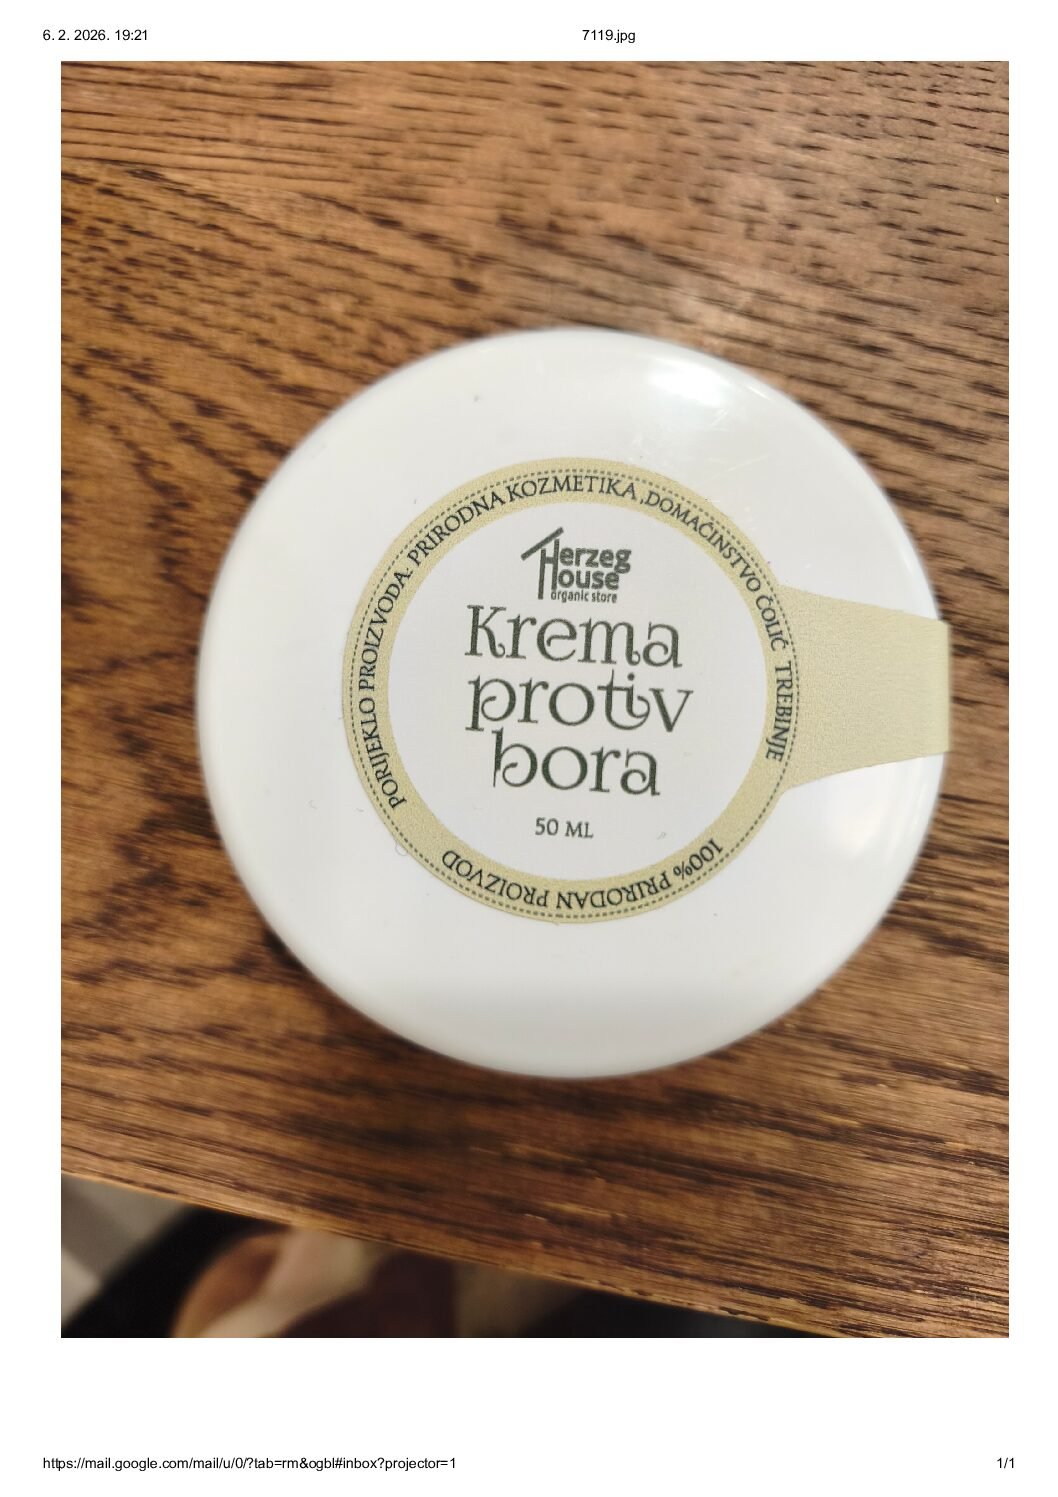 6. 2. 2026. 19:21
7119.jpg
PORIJEKLO PROIZVODA: PRIRODNA KOZMETIKA ,DOMAĆINSTVO ČOLIĆ TREBINJE
Herzeg
House
organic store
Krema
protiv
bora
50 ML
100% PRIRODAN PROIZVOD
https://mail.google.com/mail/u/0/?tab=rm&ogbl#inbox?projector=1
1/1